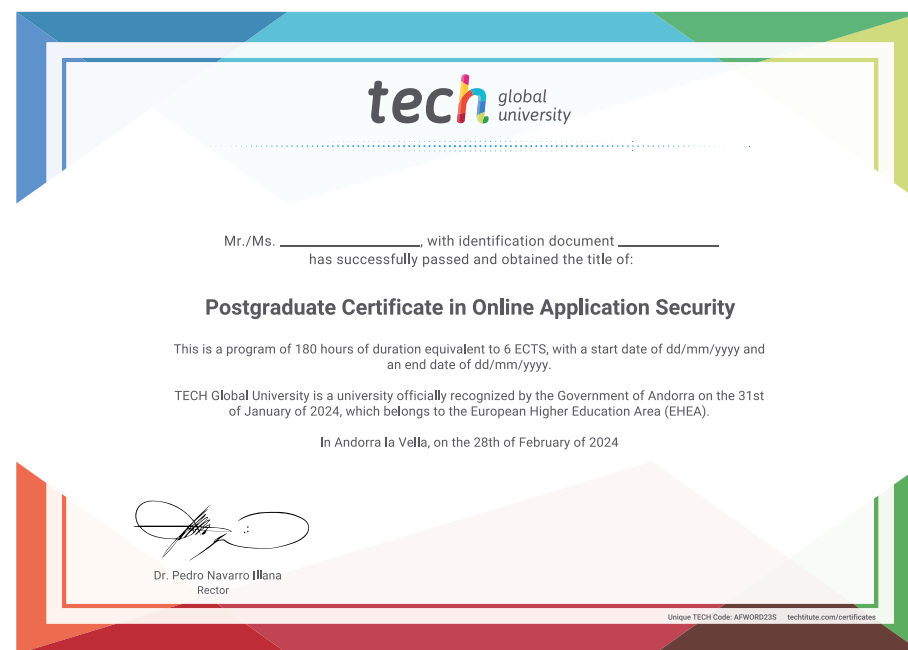 tech global
university
Mr./Ms. ____________, with identification document ____________
has successfully passed and obtained the title of:
Postgraduate Certificate in Online Application Security
This is a program of 180 hours of duration equivalent to 6 ECTS, with a start date of dd/mm/yyyy and
an end date of dd/mm/yyyy.
TECH Global University is a university officially recognized by the Government of Andorra on the 31st
of January of 2024, which belongs to the European Higher Education Area (EHEA).
In Andorra la Vella, on the 28th of February of 2024
Dr. Pedro Navarro Illana
Rector
Unique TECH Code: AFWORD23S techtitute.com/certificates